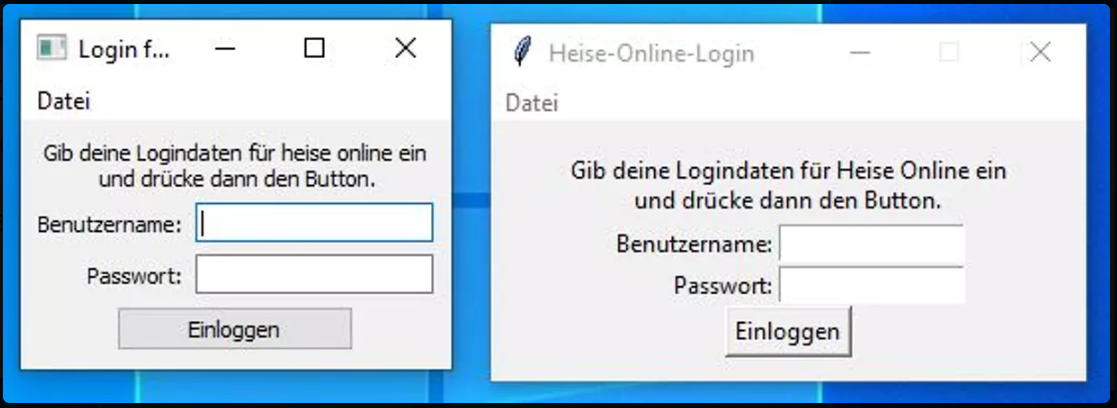 Login f...
Datei
Gib deine Logindaten für heise online ein
und drücke dann den Button.
Benutzername:
Passwort:
Einloggen
Heise-Online-Login
Datei
Gib deine Logindaten für Heise Online ein
und drücke dann den Button.
Benutzername:
Passwort:
Einloggen